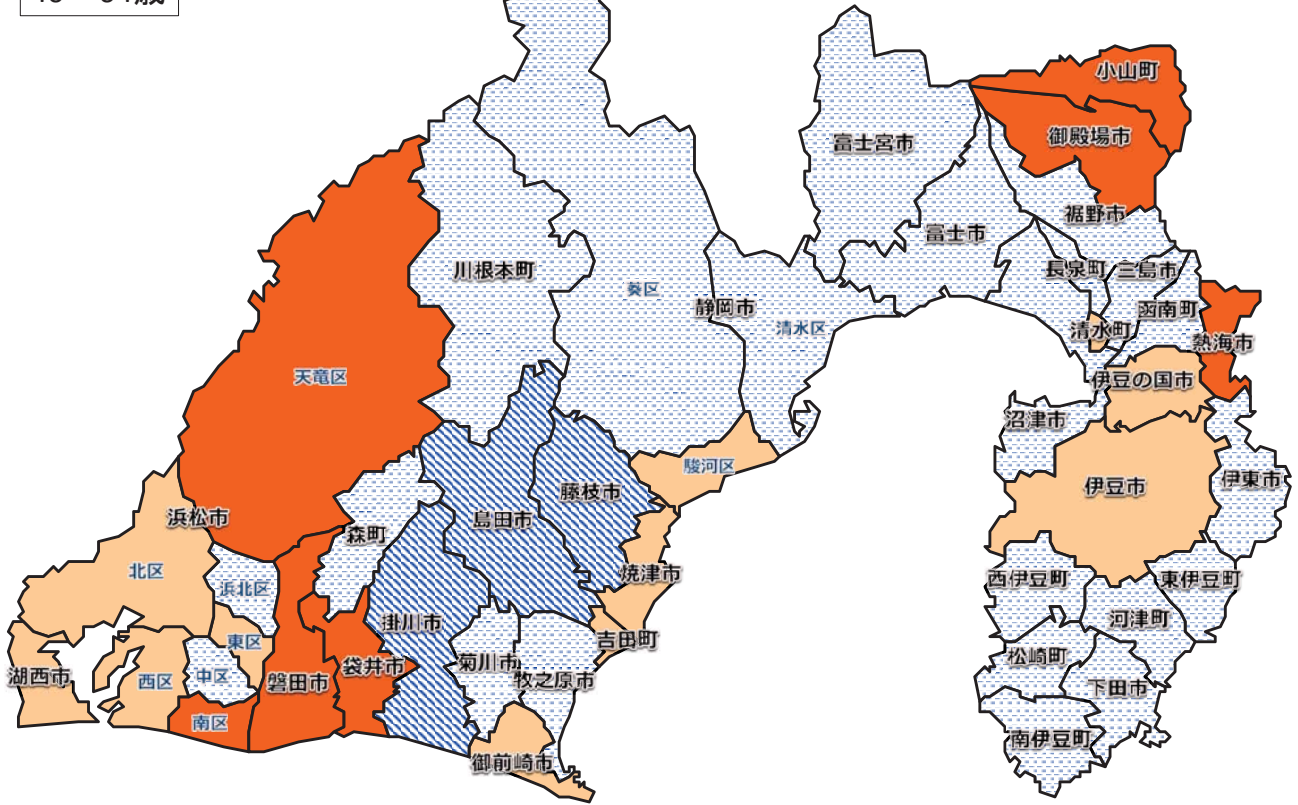 小山町
御殿場市
富士宮市
裾野市
富士市
川根本町
長泉町
三島市
葵区
静岡市
函南町
清水区
清水町
熱海市
天竜区
伊豆の国市
沼津市
駿河区
伊東市
藤枝市
伊豆市
浜松市
島田市
森町
北区
焼津市
西伊豆町
東伊豆町
浜北区
掛川市
河津町
東区
吉田町
松崎町
菊川市
袋井市
湖西市
西区
中区
磐田市
牧之原市
下田市
南区
南伊豆町
御前崎市